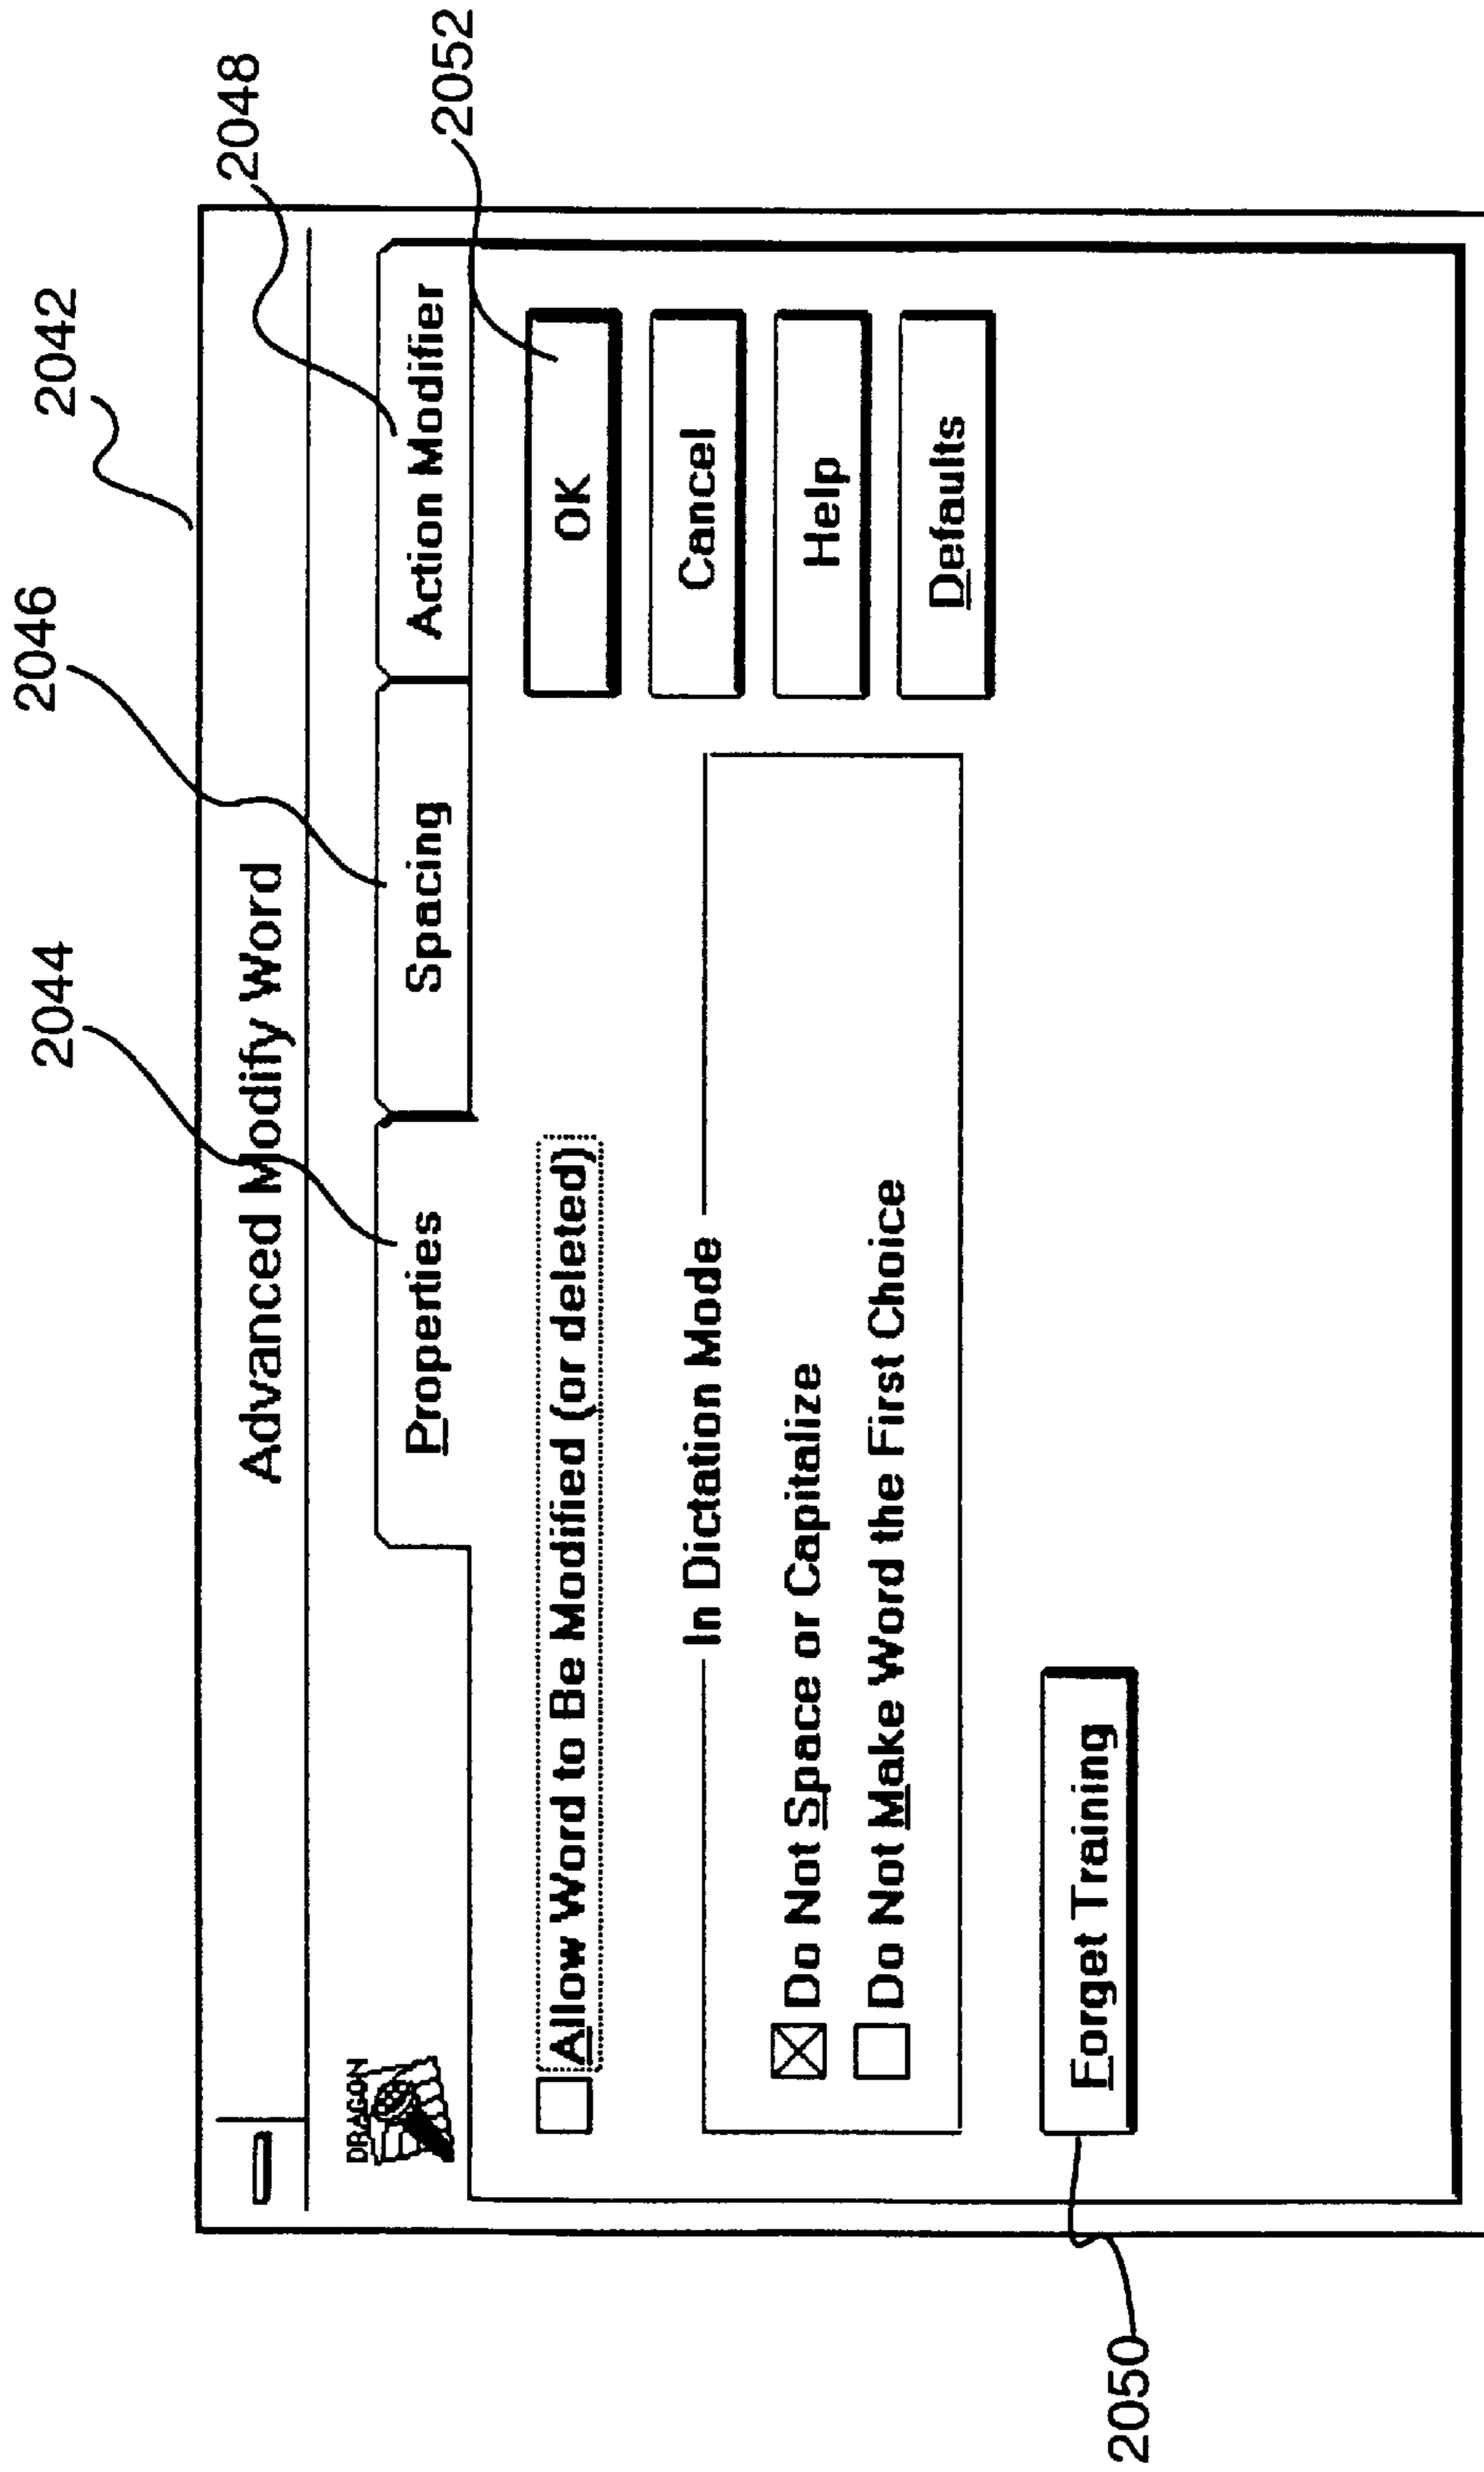 2044
2046
2042
2048
2052
Advanced Modify Word
DRAGON
Properties
Spacing
Action Modifier
Allow Word to Be Modified (or deleted)
OK
In Dictation Mode
Cancel
Do Not Space or Capitalize
Help
Do Not Make Word the First Choice
Defaults
Forget Training
2050